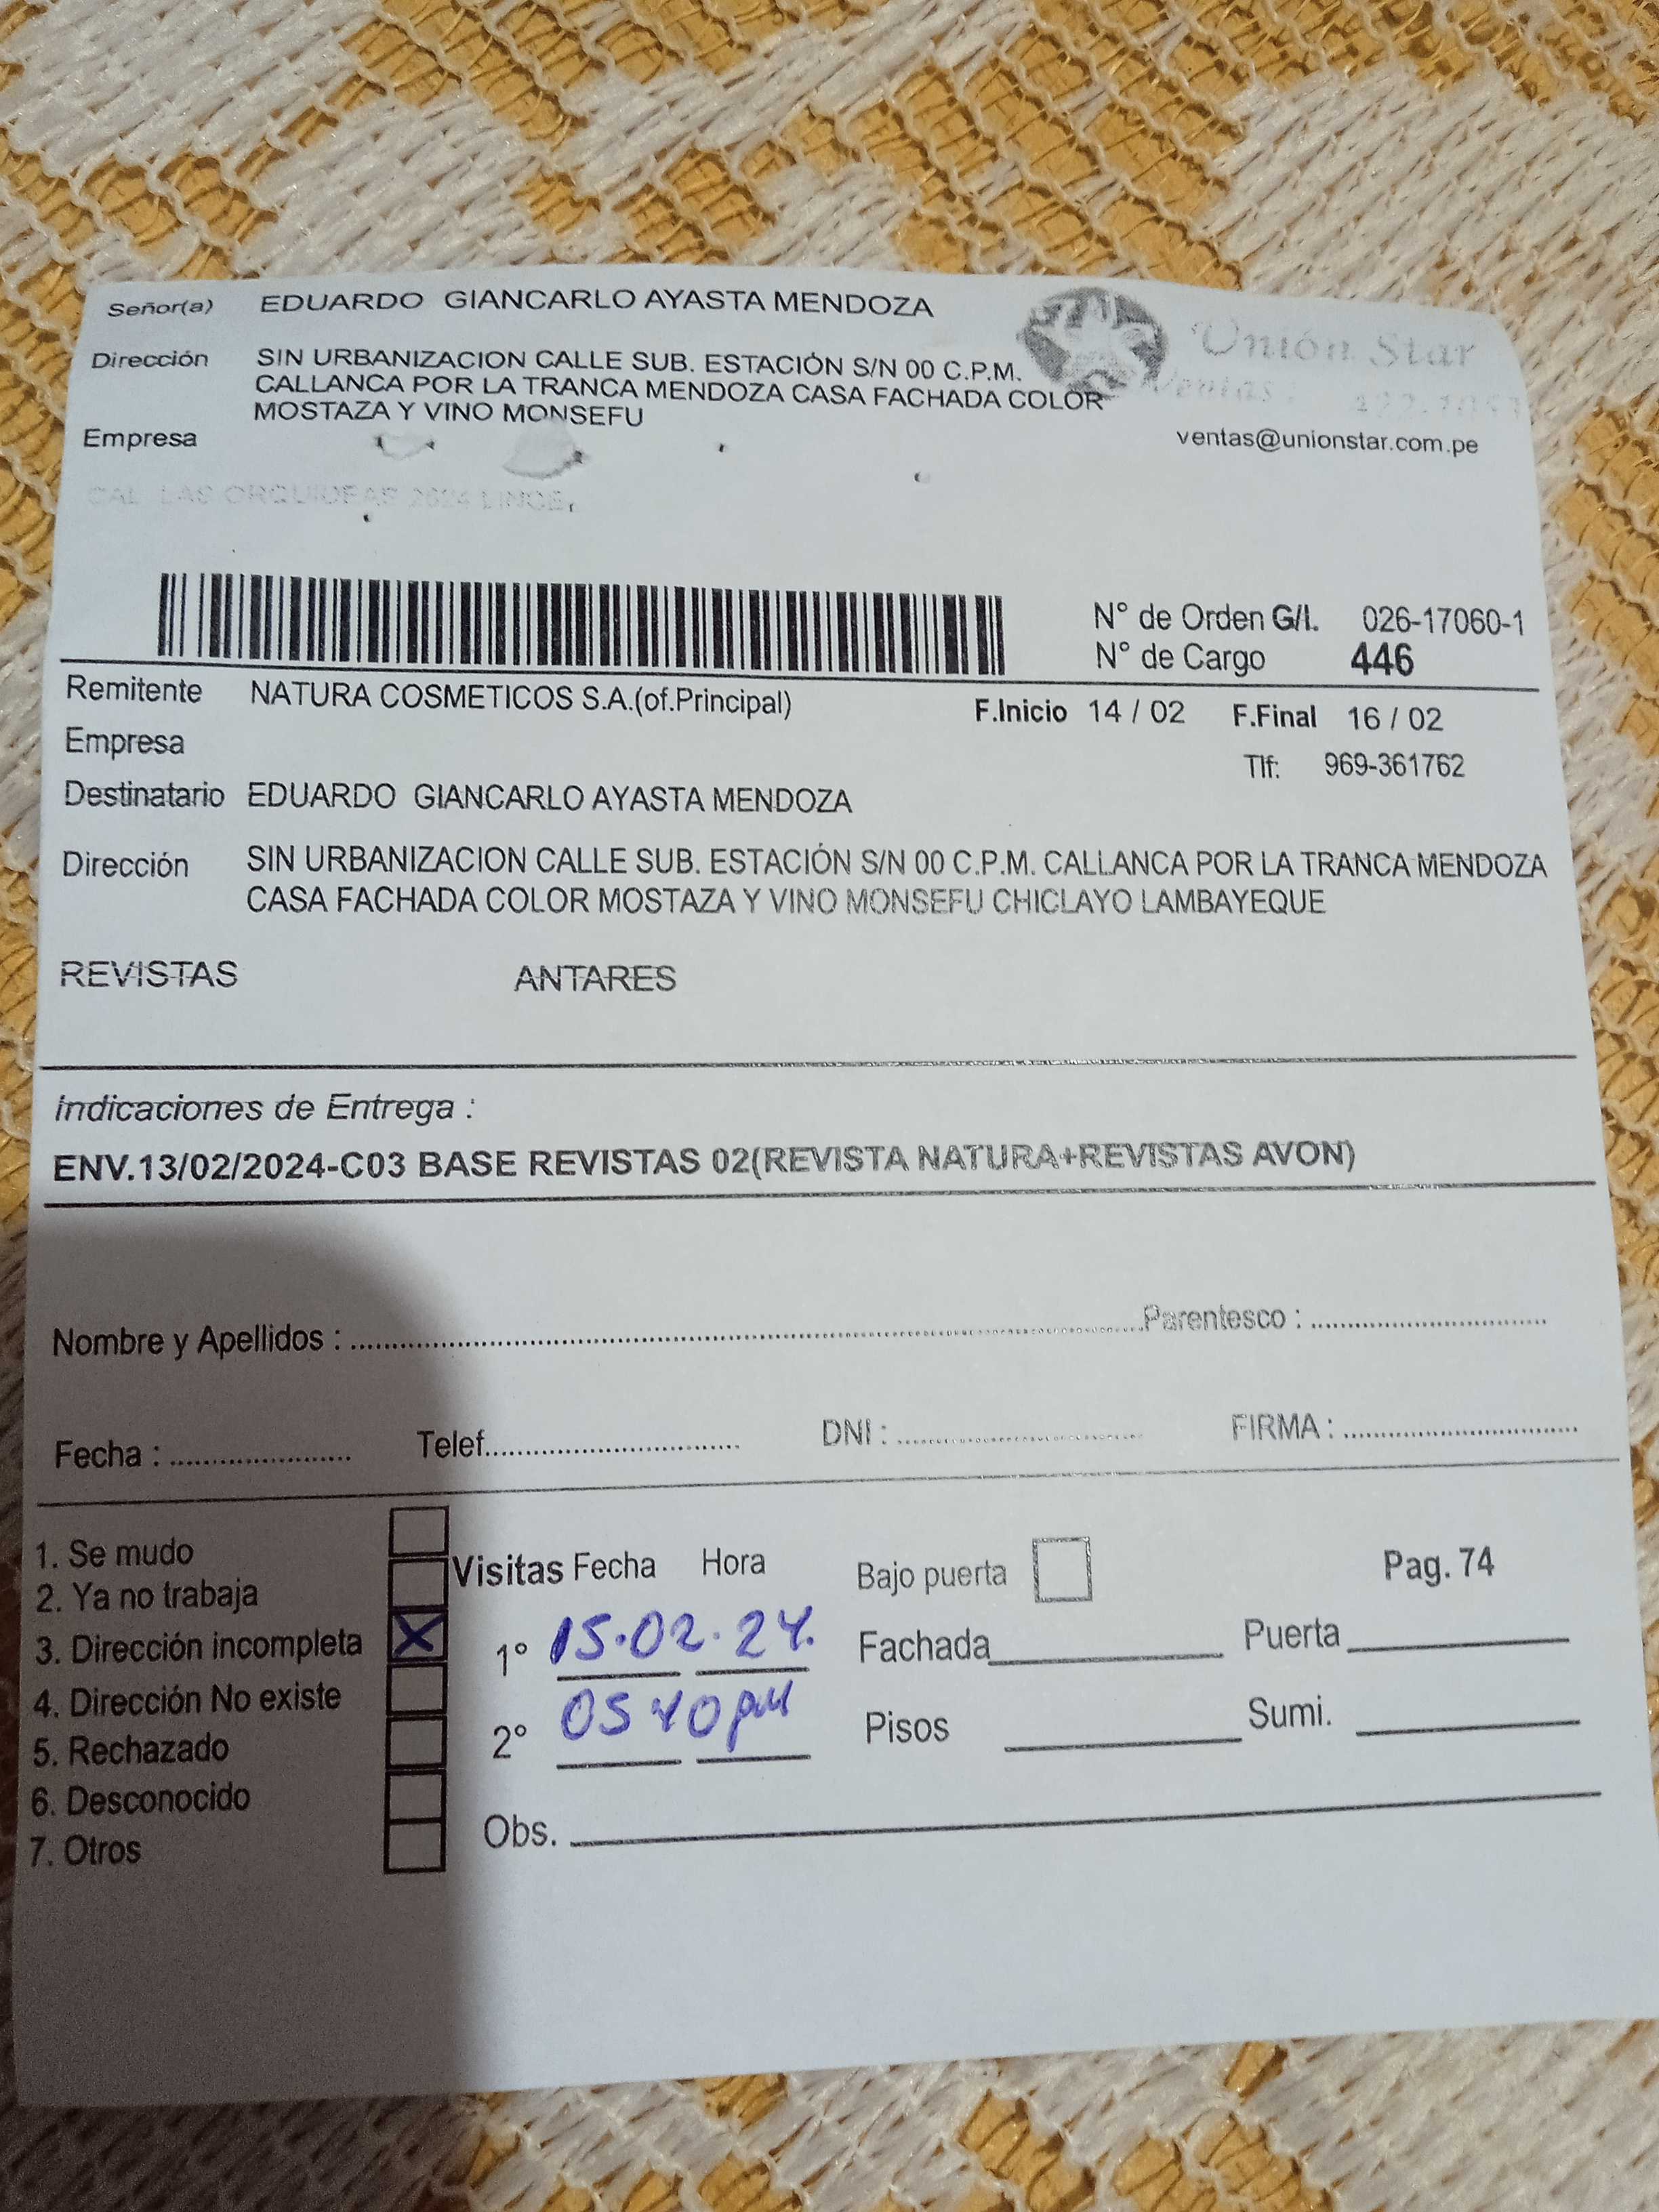 Señor(a) EDUARDO GIANCARLO AYASTA MENDOZA
Unión Star
Dirección SIN URBANIZACION CALLE SUB. ESTACIÓN S/N 00 C.P.M.
CALLANCA POR LA TRANCA MENDOZA CASA FACHADA COLOR
MOSTAZA Y VINO MONSEFU
Ventas:
Empresa
ventas@unionstar.com.pe
CAL LAS ORQUIDEAS 2624 LINCE,
N° de Orden G/I. 026-17060-1
N° de Cargo 446
Remitente NATURA COSMETICOS S.A.(of.Principal)
F.Inicio 14 / 02 F.Final 16 / 02
Empresa
Tlf: 969-361762
Destinatario EDUARDO GIANCARLO AYASTA MENDOZA
Dirección SIN URBANIZACION CALLE SUB. ESTACIÓN S/N 00 C.P.M. CALLANCA POR LA TRANCA MENDOZA
CASA FACHADA COLOR MOSTAZA Y VINO MONSEFU CHICLAYO LAMBAYEQUE
REVISTAS ANTARES
Indicaciones de Entrega :
ENV.13/02/2024-C03 BASE REVISTAS 02(REVISTA NATURA+REVISTAS AVON)
Nombre y Apellidos : Parentesco :
Fecha : Telef. DNI : FIRMA :
1. Se mudo
2. Ya no trabaja
3. Dirección incompleta X
4. Dirección No existe
5. Rechazado
6. Desconocido
7. Otros
Visitas Fecha Hora
1° 15.02.24.
2° 05 40 pm
Obs.
Bajo puerta
Fachada
Pisos
Pag. 74
Puerta
Sumi.